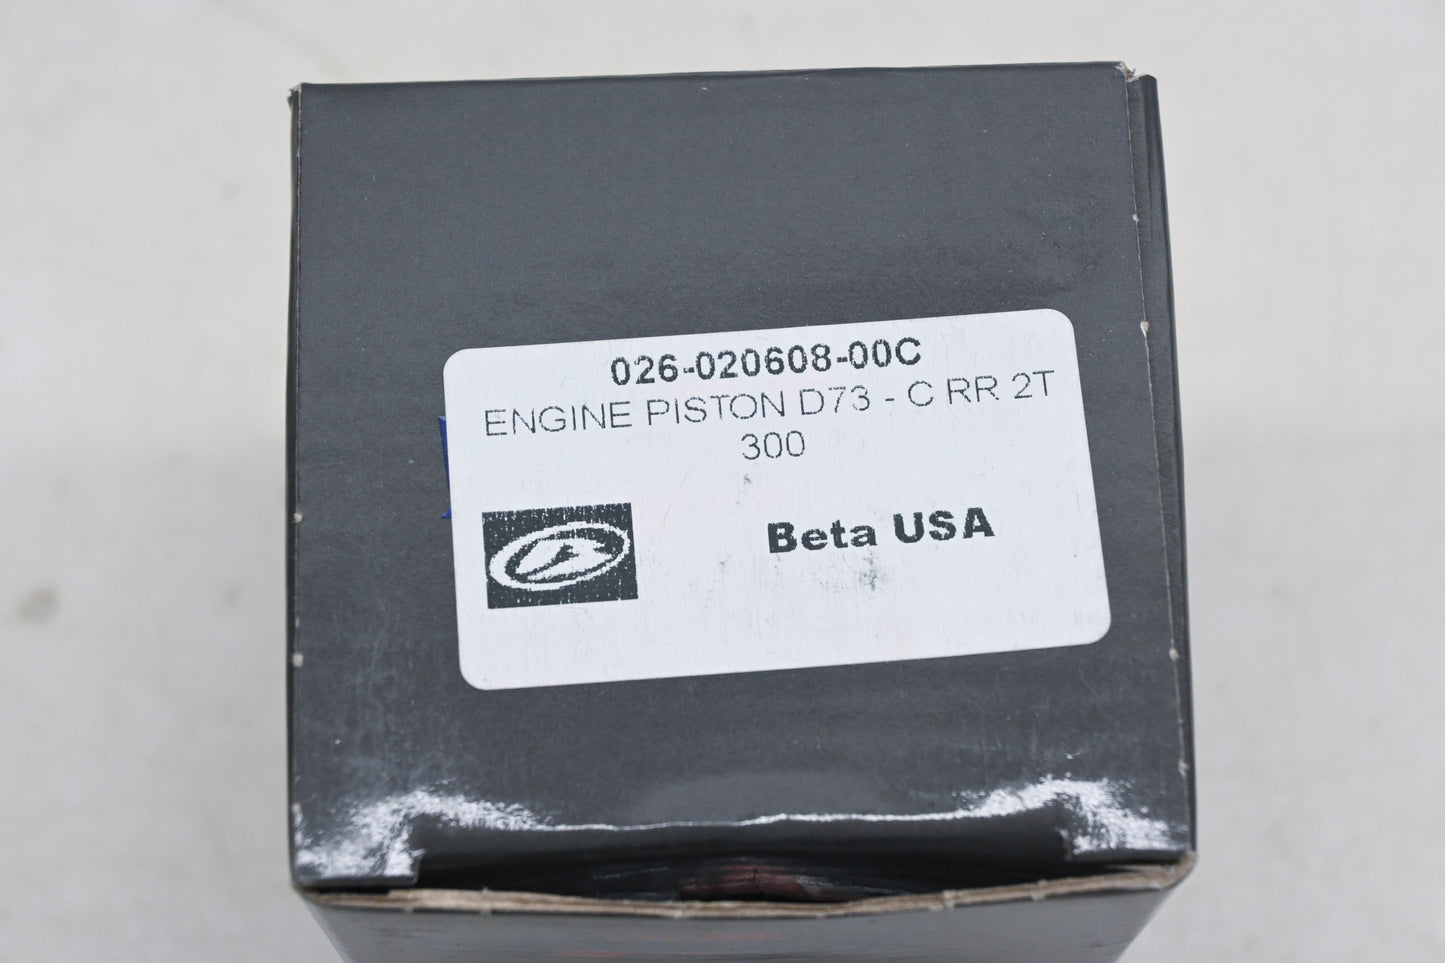 026-020608-00C
ENGINE PISTON D73 - C RR 2T
300
Beta USA